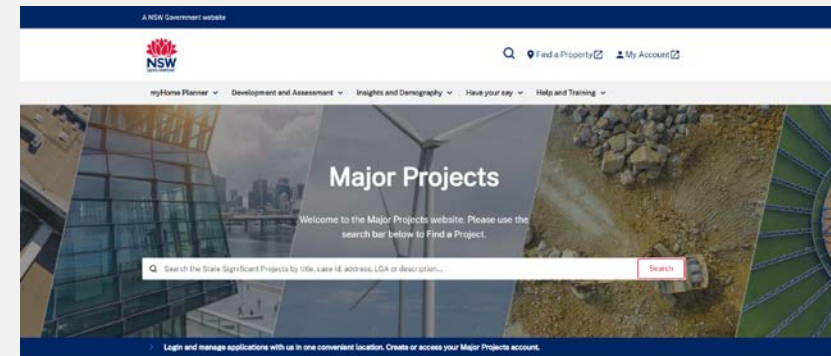 A NSW Government website
NSW
Find a Property
My Account
myHome Planner
Development and Assessment
Insights and Demography
Have your say
Help and Training
Major Projects
Welcome to the Major Projects website. Please use the
search bar below to Find a Project.
Search the State Significant Projects by title, case id, address, LGA or description...
Search
Login and manage applications with us in one convenient location. Create or access your Major Projects account.